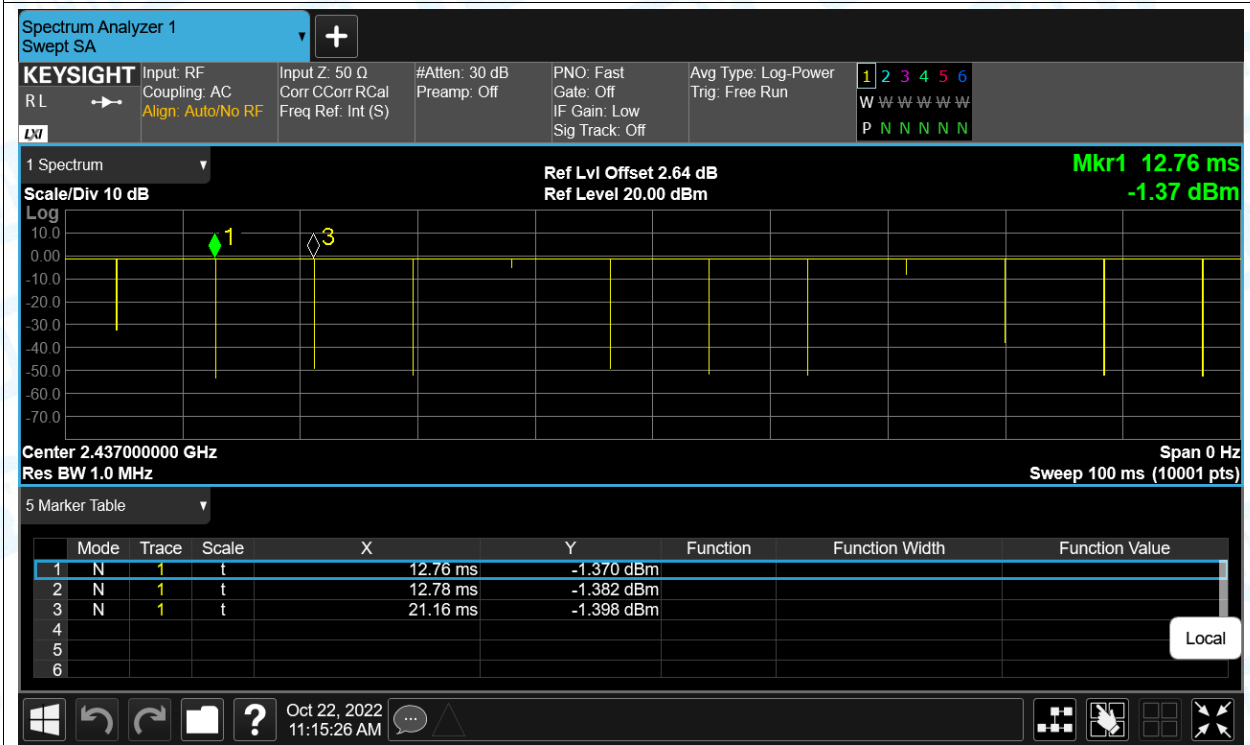 Spectrum Analyzer 1
Swept SA
KEYSIGHT Input: RF Input Z: 50 Ω #Atten: 30 dB PNO: Fast Avg Type: Log-Power 1 2 3 4 5 6
RL Coupling: AC Corr CCorr RCal Preamp: Off Gate: Off Trig: Free Run
Align: Auto/No RF Freq Ref: Int (S) IF Gain: Low W W W W W W
LXI Sig Track: Off P N N N N N
1 Spectrum Ref Lvl Offset 2.64 dB Mkr1 12.76 ms
Scale/Div 10 dB Ref Level 20.00 dBm -1.37 dBm
Log
10.0 1 3
0.00
-10.0
-20.0
-30.0
-40.0
-50.0
-60.0
-70.0
Center 2.437000000 GHz Span 0 Hz
Res BW 1.0 MHz Sweep 100 ms (10001 pts)
5 Marker Table
Mode Trace Scale X Y Function Function Width Function Value
1 N 1 t 12.76 ms -1.370 dBm
2 N 1 t 12.78 ms -1.382 dBm
3 N 1 t 21.16 ms -1.398 dBm
4
5
6
Local
? Oct 22, 2022
11:15:26 AM